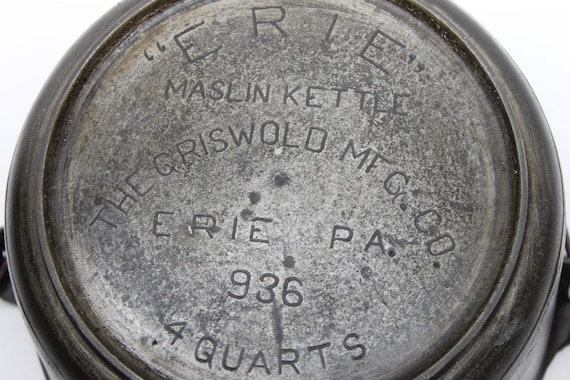 "ERIE"
MASLIN KETTLE
THE GRISWOLD MFG. CO.
ERIE PA.
936
4 QUARTS